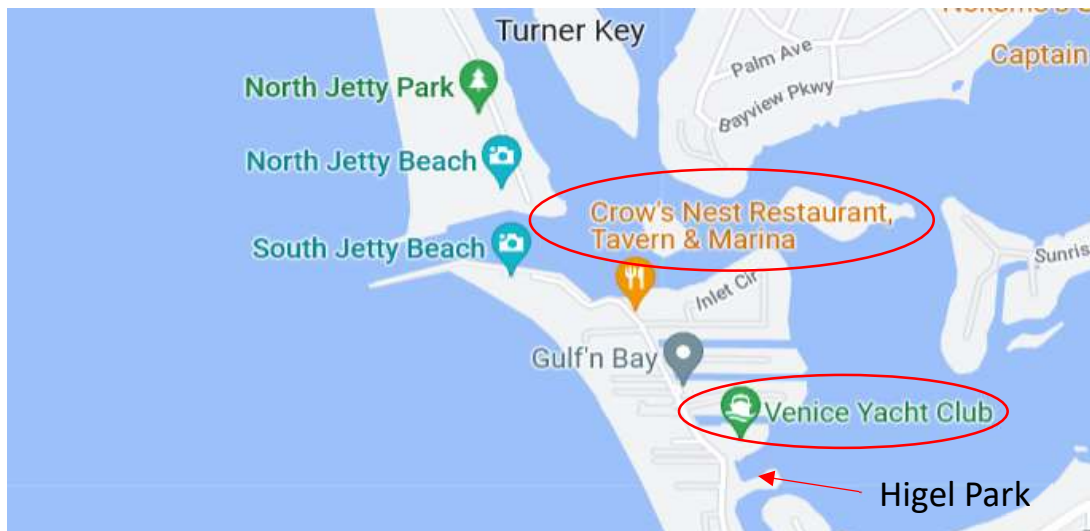 Turner Key
Palm Ave
Captain
North Jetty Park
Bayview Pkwy
North Jetty Beach
Crow's Nest Restaurant,
Tavern & Marina
South Jetty Beach
Sunris
Inlet Cir
Gulf'n Bay
Venice Yacht Club
Higel Park